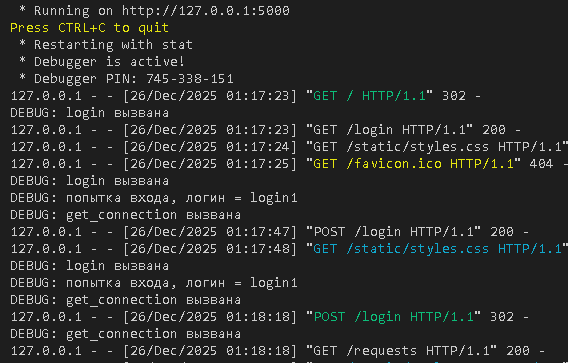 * Running on http://127.0.0.1:5000
Press CTRL+C to quit
* Restarting with stat
* Debugger is active!
* Debugger PIN: 745-338-151
127.0.0.1 - - [26/Dec/2025 01:17:23] "GET / HTTP/1.1" 302 -
DEBUG: login вызвана
127.0.0.1 - - [26/Dec/2025 01:17:23] "GET /login HTTP/1.1" 200 -
127.0.0.1 - - [26/Dec/2025 01:17:24] "GET /static/styles.css HTTP/1.1"
127.0.0.1 - - [26/Dec/2025 01:17:25] "GET /favicon.ico HTTP/1.1" 404 -
DEBUG: login вызвана
DEBUG: попытка входа, логин = login1
DEBUG: get_connection вызвана
127.0.0.1 - - [26/Dec/2025 01:17:47] "POST /login HTTP/1.1" 200 -
127.0.0.1 - - [26/Dec/2025 01:17:48] "GET /static/styles.css HTTP/1.1"
DEBUG: login вызвана
DEBUG: попытка входа, логин = login1
DEBUG: get_connection вызвана
127.0.0.1 - - [26/Dec/2025 01:18:18] "POST /login HTTP/1.1" 302 -
DEBUG: get_connection вызвана
127.0.0.1 - - [26/Dec/2025 01:18:18] "GET /requests HTTP/1.1" 200 -